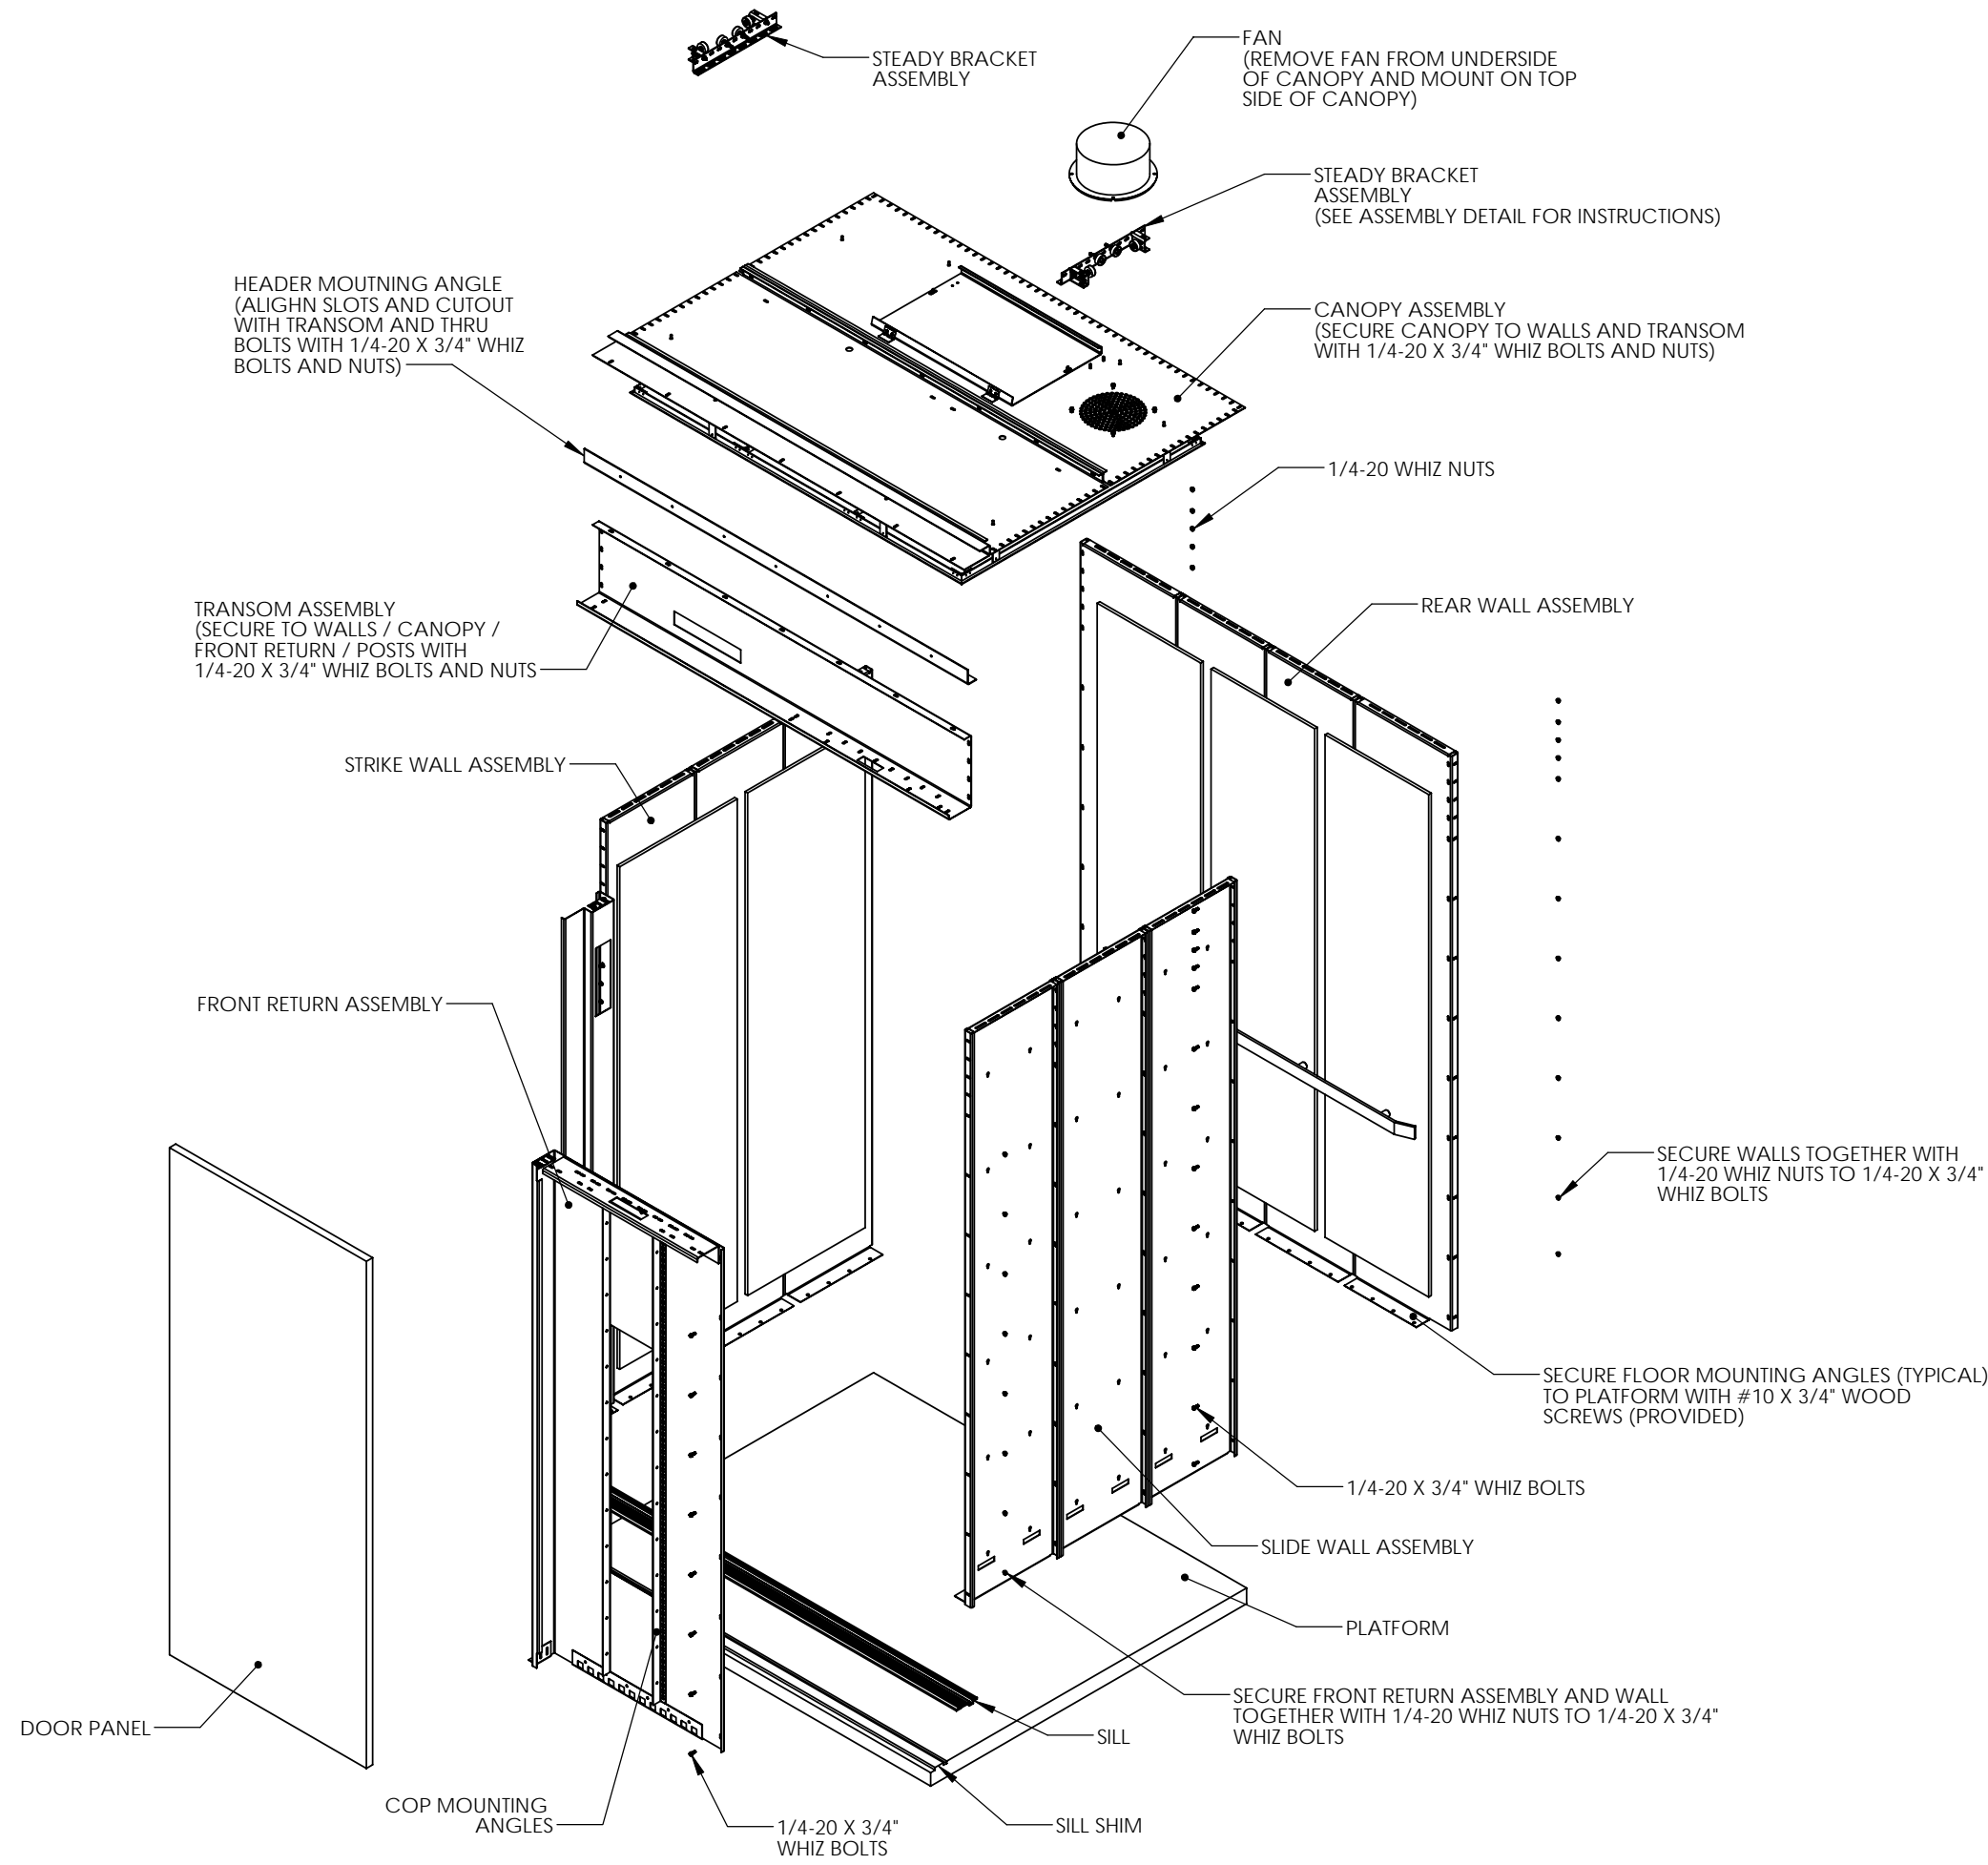 STEADY BRACKET
ASSEMBLY
FAN
(REMOVE FAN FROM UNDERSIDE
OF CANOPY AND MOUNT ON TOP
SIDE OF CANOPY)
STEADY BRACKET
ASSEMBLY
(SEE ASSEMBLY DETAIL FOR INSTRUCTIONS)
HEADER MOUTNING ANGLE
(ALIGHN SLOTS AND CUTOUT
WITH TRANSOM AND THRU
BOLTS WITH 1/4-20 X 3/4" WHIZ
BOLTS AND NUTS)
CANOPY ASSEMBLY
(SECURE CANOPY TO WALLS AND TRANSOM
WITH 1/4-20 X 3/4" WHIZ BOLTS AND NUTS)
1/4-20 WHIZ NUTS
TRANSOM ASSEMBLY
(SECURE TO WALLS / CANOPY /
FRONT RETURN / POSTS WITH
1/4-20 X 3/4" WHIZ BOLTS AND NUTS
REAR WALL ASSEMBLY
STRIKE WALL ASSEMBLY
FRONT RETURN ASSEMBLY
SECURE WALLS TOGETHER WITH
1/4-20 WHIZ NUTS TO 1/4-20 X 3/4"
WHIZ BOLTS
SECURE FLOOR MOUNTING ANGLES (TYPICAL)
TO PLATFORM WITH #10 X 3/4" WOOD
SCREWS (PROVIDED)
1/4-20 X 3/4" WHIZ BOLTS
SLIDE WALL ASSEMBLY
PLATFORM
SECURE FRONT RETURN ASSEMBLY AND WALL
TOGETHER WITH 1/4-20 WHIZ NUTS TO 1/4-20 X 3/4"
WHIZ BOLTS
DOOR PANEL
SILL
COP MOUNTING
ANGLES
1/4-20 X 3/4"
WHIZ BOLTS
SILL SHIM